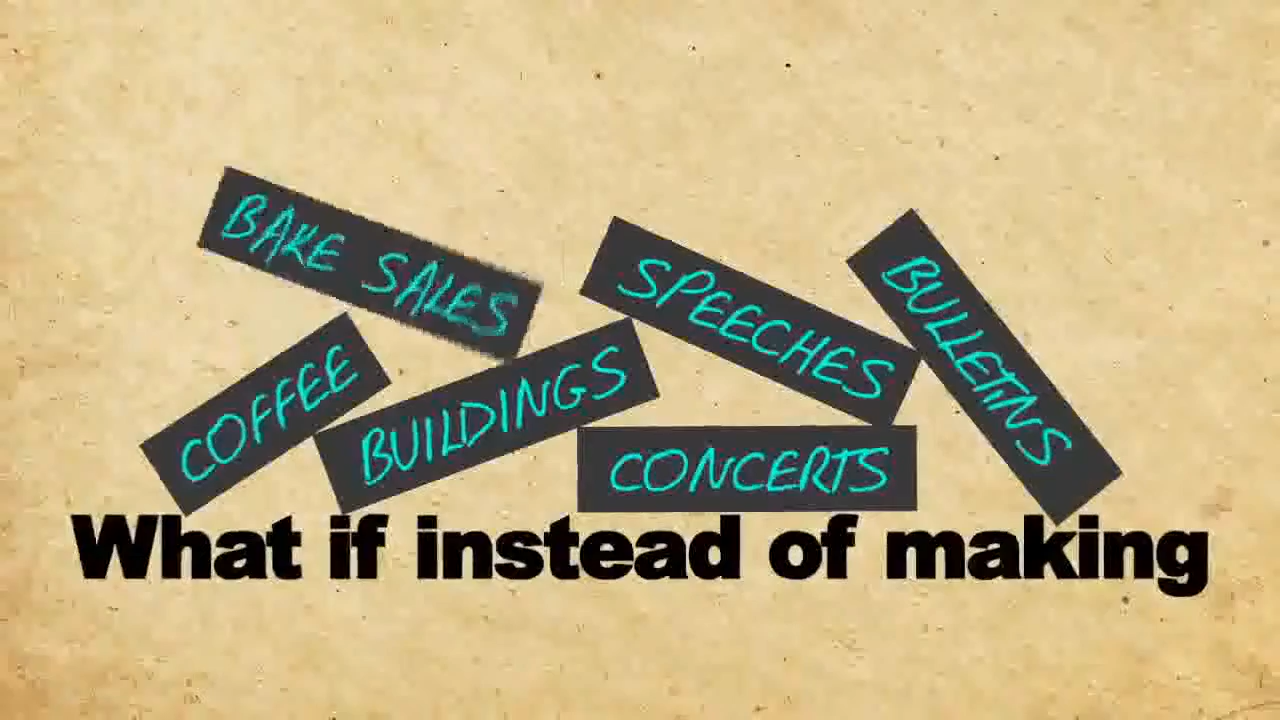 BAKE SALES
SPEECHES
BULLETINS
COFFEE
BUILDINGS
CONCERTS
What if instead of making